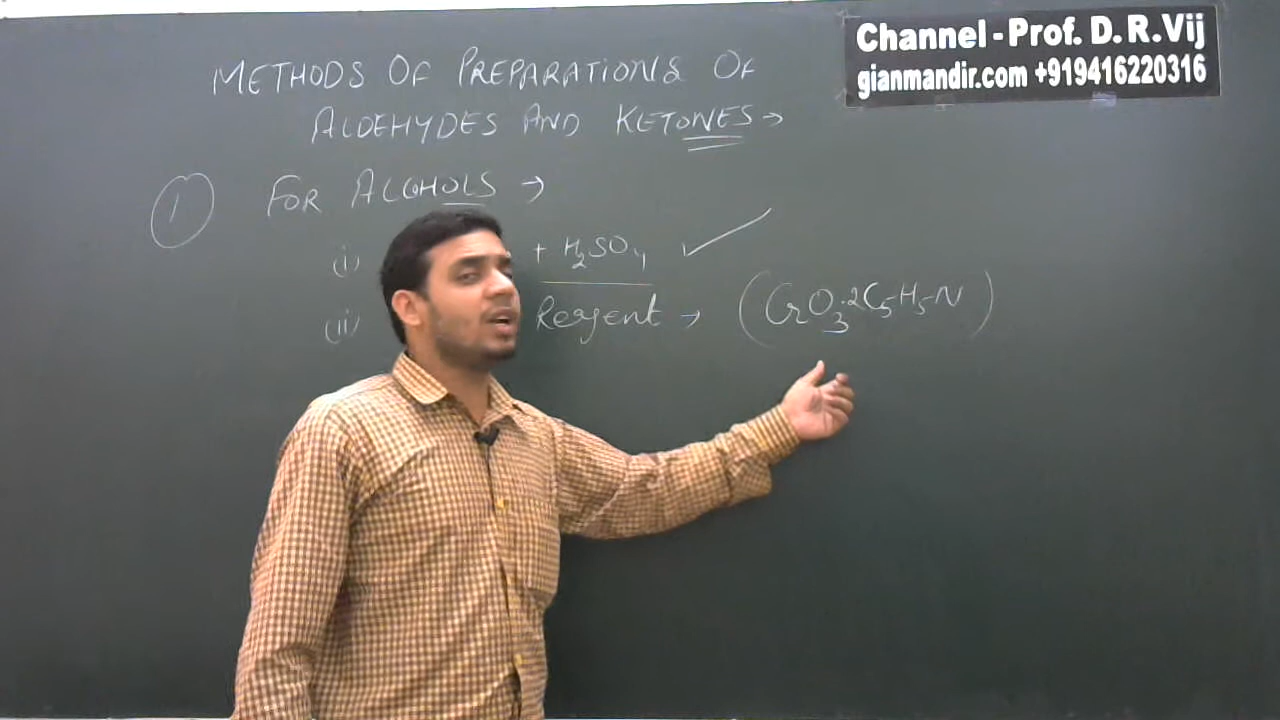 Channel - Prof. D. R. Vij
gianmandir.com +919416220316
METHODS OF PREPARATIONS OF
ALDEHYDES AND KETONES →
1 FOR ALCOHOLS →
(i) + H2SO4 ✓
(ii) Regent → (CrO3.2C5H5N)